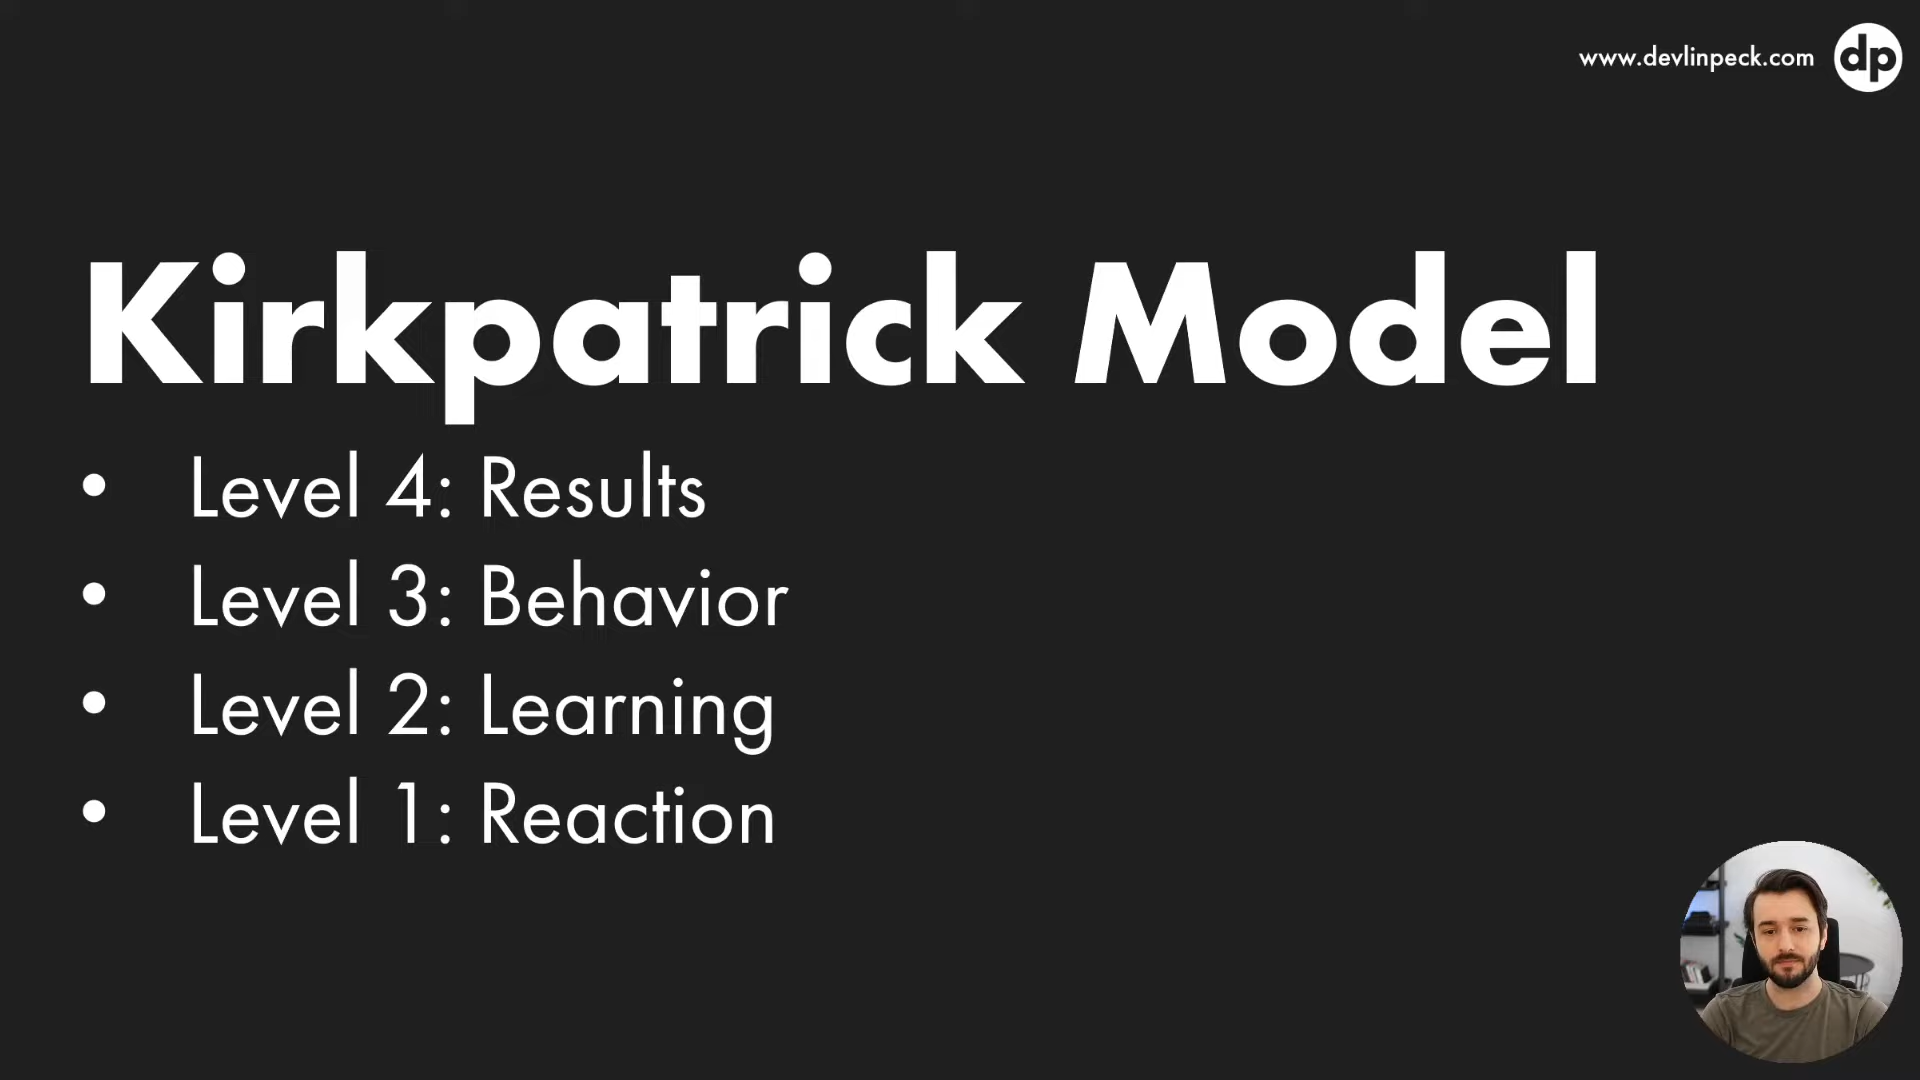 www.devlinpeck.com dp
Kirkpatrick Model
• Level 4: Results
• Level 3: Behavior
• Level 2: Learning
• Level 1: Reaction